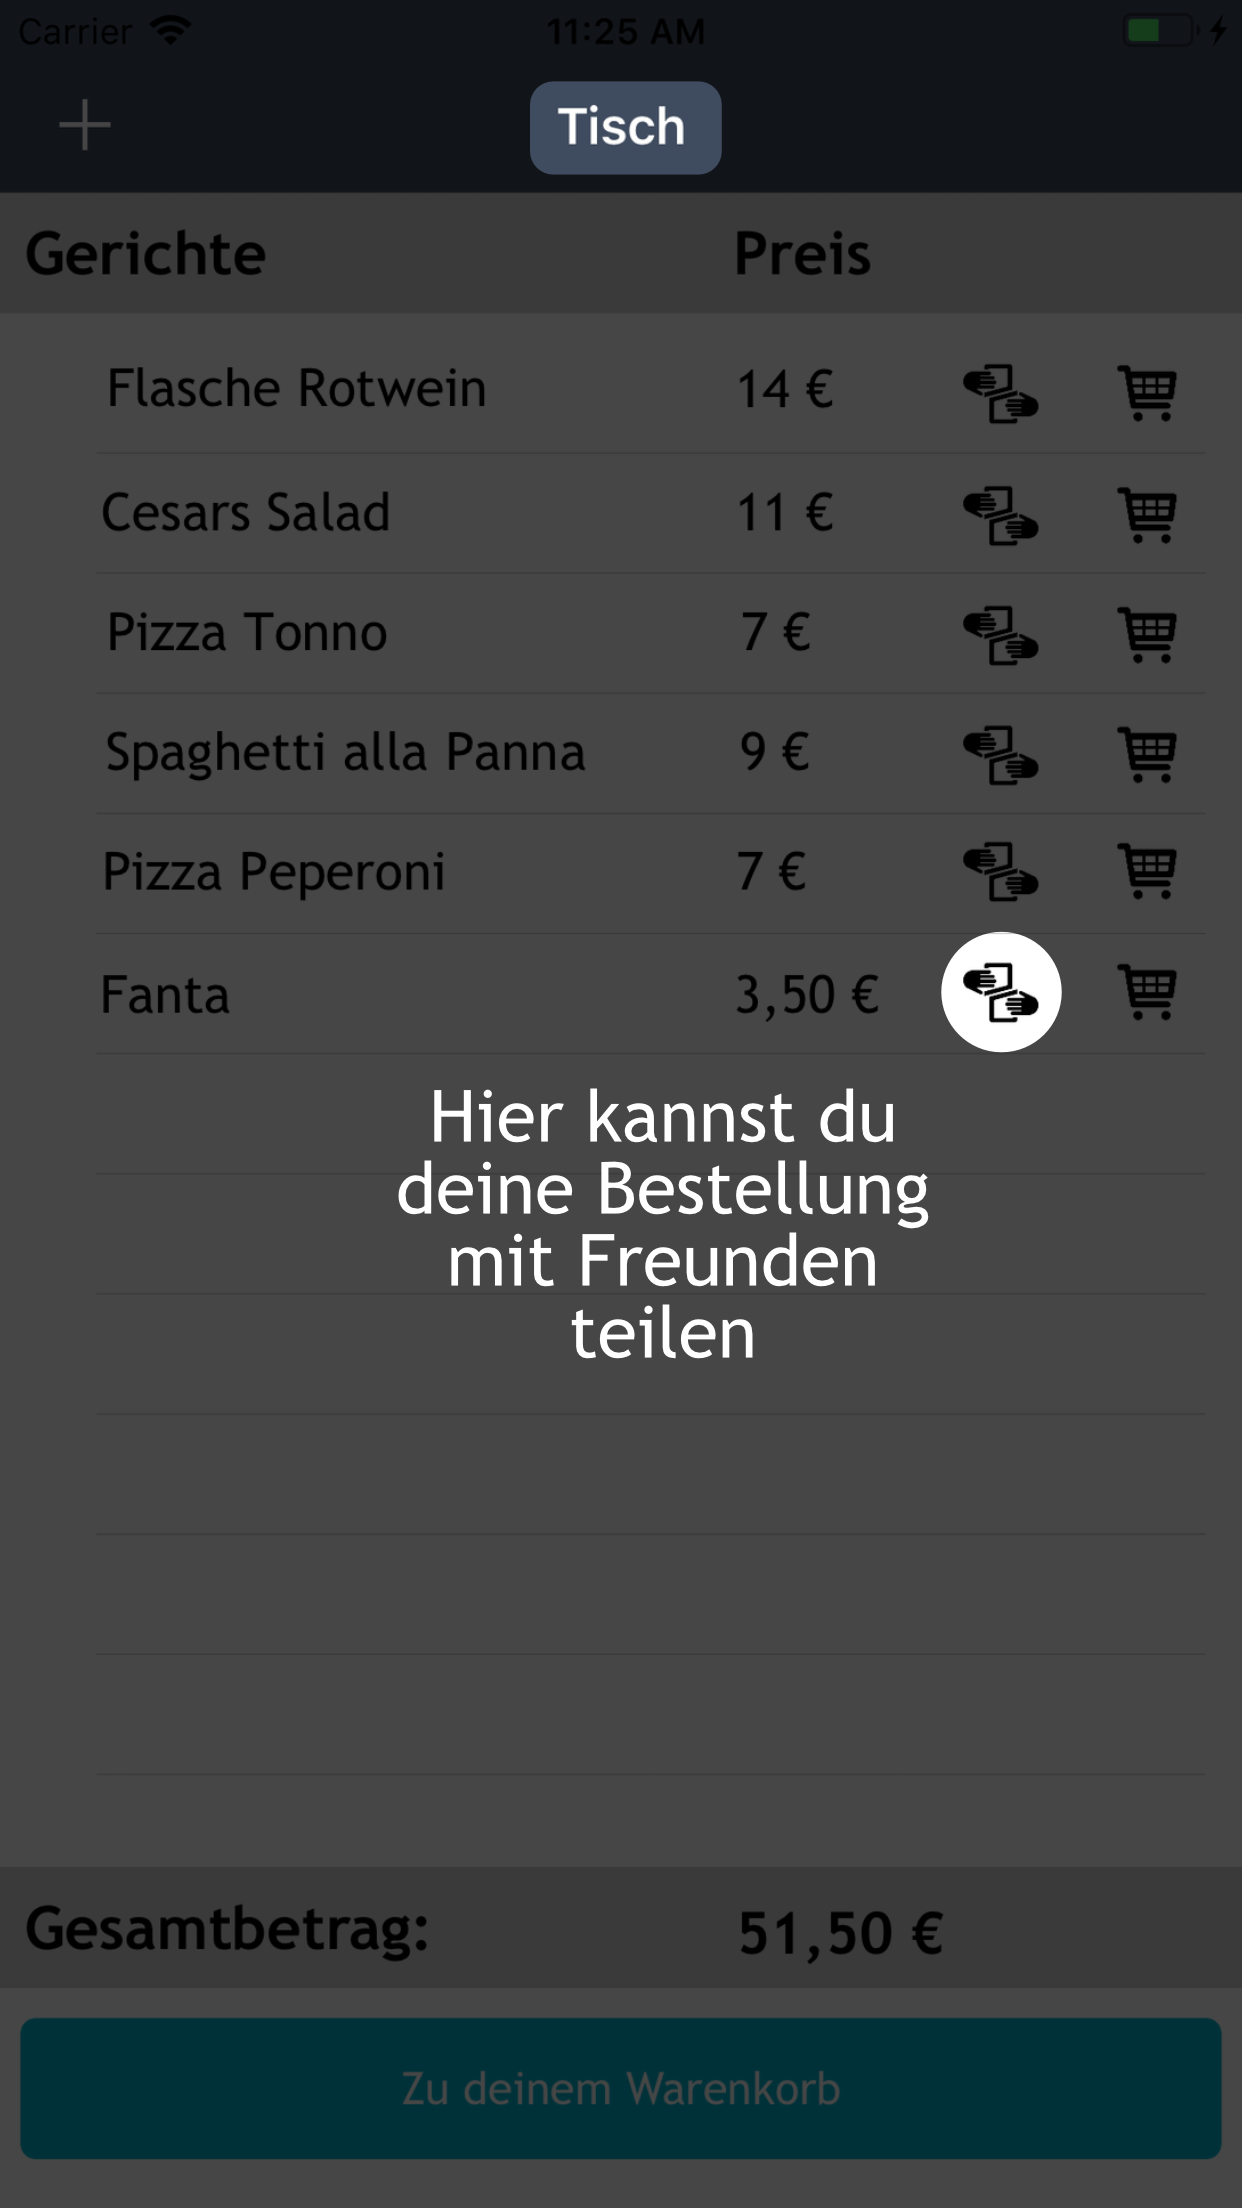 Carrier 11:25 AM
Tisch
Gerichte Preis
Flasche Rotwein 14 €
Cesars Salad 11 €
Pizza Tonno 7 €
Spaghetti alla Panna 9 €
Pizza Peperoni 7 €
Fanta 3,50 €
Hier kannst du
deine Bestellung
mit Freunden
teilen
Gesamtbetrag: 51,50 €
Zu deinem Warenkorb